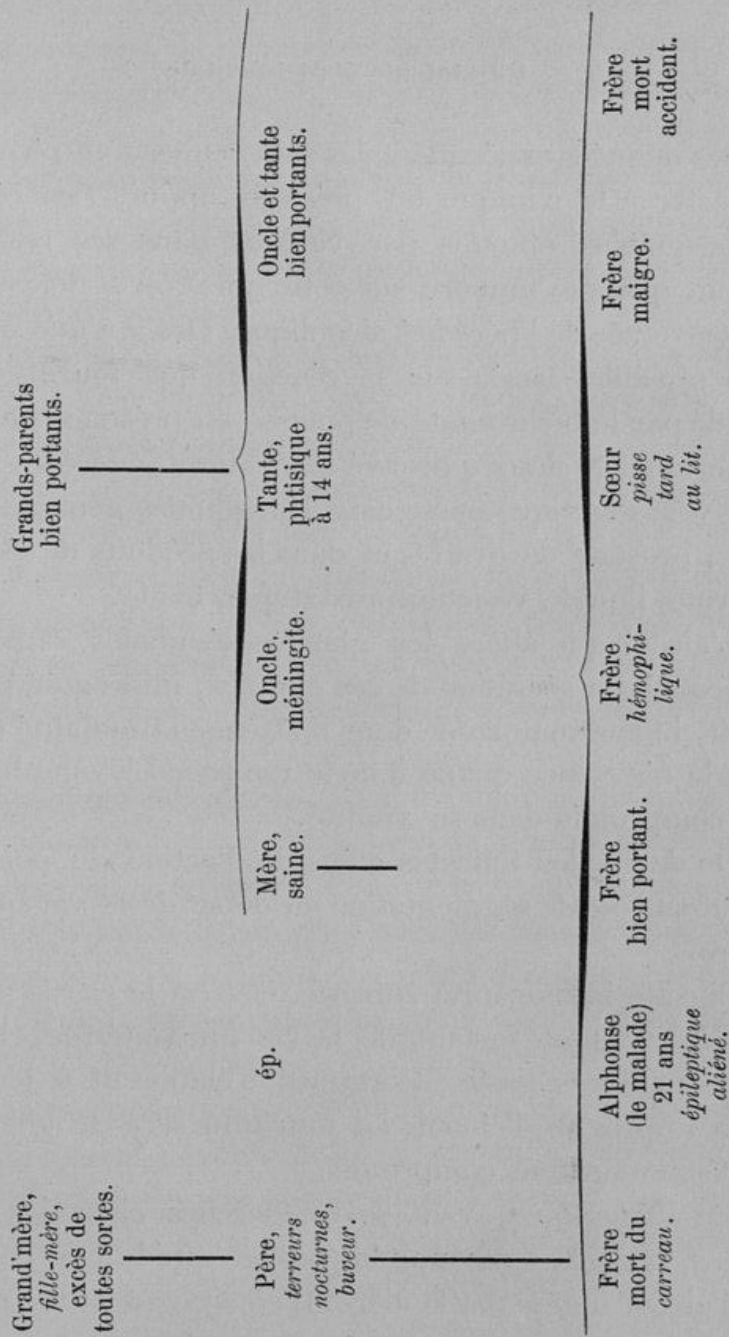 Grand'mère,
fille-mère,
excès de
toutes sortes.
Grands-parents
bien portants.
Père,
terreurs
nocturnes,
buveur.
ép.
Mère,
saine.
Oncle,
méningite.
Tante,
phtisique
à 14 ans.
Oncle et tante
bien portants.
Frère
mort du
carreau.
Alphonse
(le malade)
21 ans
épileptique
aliéné.
Frère
bien portant.
Frère
hémophi-
lique.
Sœur
pisse
tard
au lit.
Frère
maigre.
Frère
mort
accident.